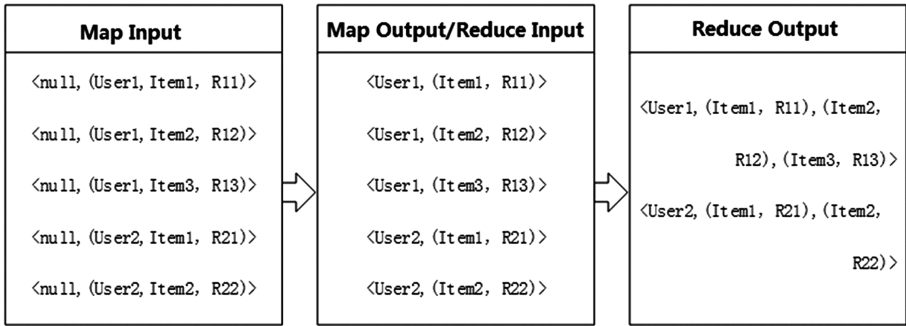 Map Input
<null, (User1, Item1, R11)>
<null, (User1, Item2, R12)>
<null, (User1, Item3, R13)>
<null, (User2, Item1, R21)>
<null, (User2, Item2, R22)>
Map Output/Reduce Input
<User1, (Item1, R11)>
<User1, (Item2, R12)>
<User1, (Item3, R13)>
<User2, (Item1, R21)>
<User2, (Item2, R22)>
Reduce Output
<User1, (Item1, R11), (Item2,
R12), (Item3, R13)>
<User2, (Item1, R21), (Item2,
R22)>